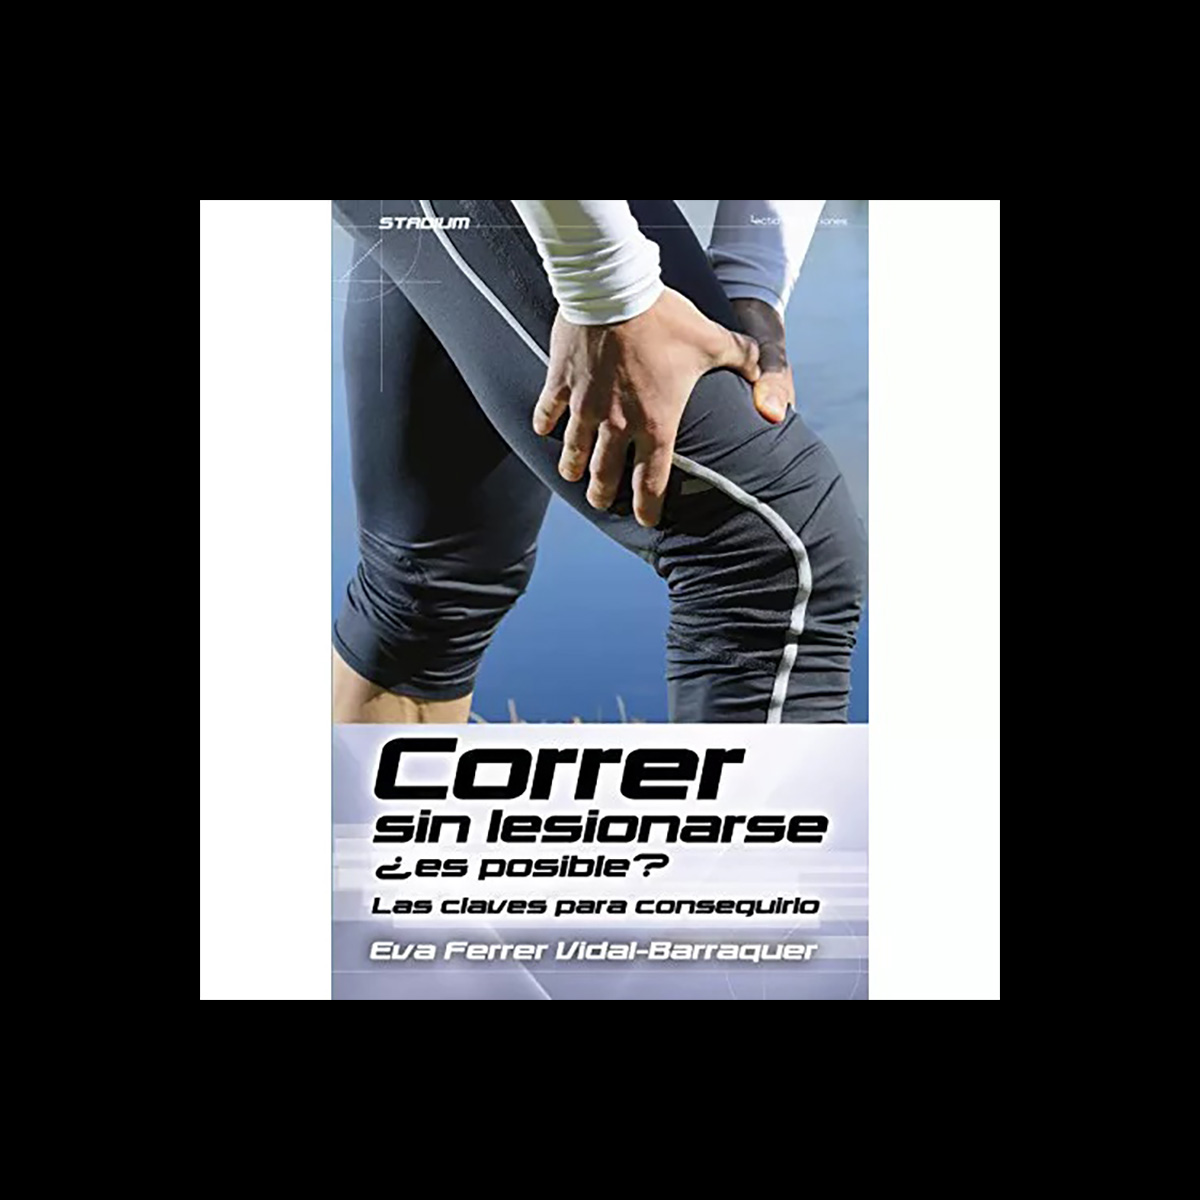 STADIUM
Correr
sin lesionarse
¿es posible?
Las claves para conseguirlo
Eva Ferrer Vidal-Barraquer